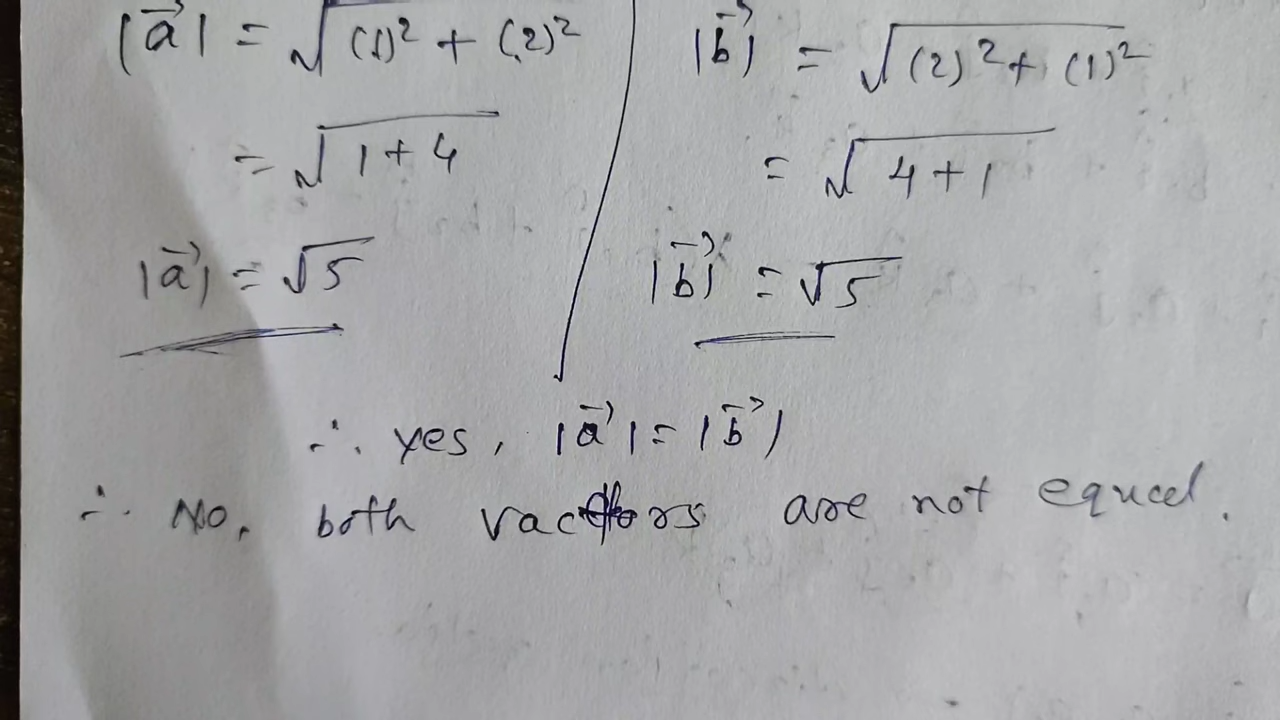 |a⃗| = √(1)² + (2)²
= √1 + 4
|a⃗| = √5
|b⃗| = √(2)² + (1)²
= √4 + 1
|b⃗| = √5
∴ yes, |a⃗| = |b⃗|
∴ No, both vactors are not equal.